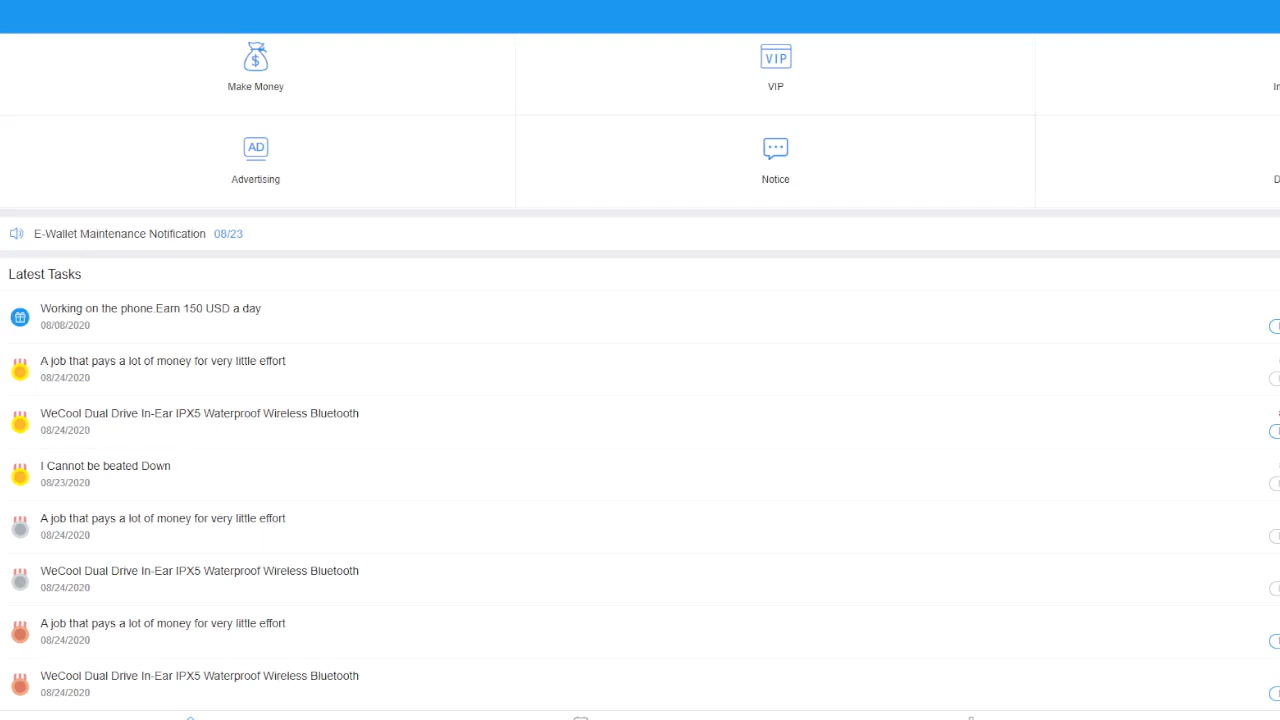 $
Make Money
VIP
VIP
AD
Advertising
Notice
E-Wallet Maintenance Notification 08/23
Latest Tasks
Working on the phone.Earn 150 USD a day
08/08/2020
A job that pays a lot of money for very little effort
08/24/2020
WeCool Dual Drive In-Ear IPX5 Waterproof Wireless Bluetooth
08/24/2020
I Cannot be beated Down
08/23/2020
A job that pays a lot of money for very little effort
08/24/2020
WeCool Dual Drive In-Ear IPX5 Waterproof Wireless Bluetooth
08/24/2020
A job that pays a lot of money for very little effort
08/24/2020
WeCool Dual Drive In-Ear IPX5 Waterproof Wireless Bluetooth
08/24/2020